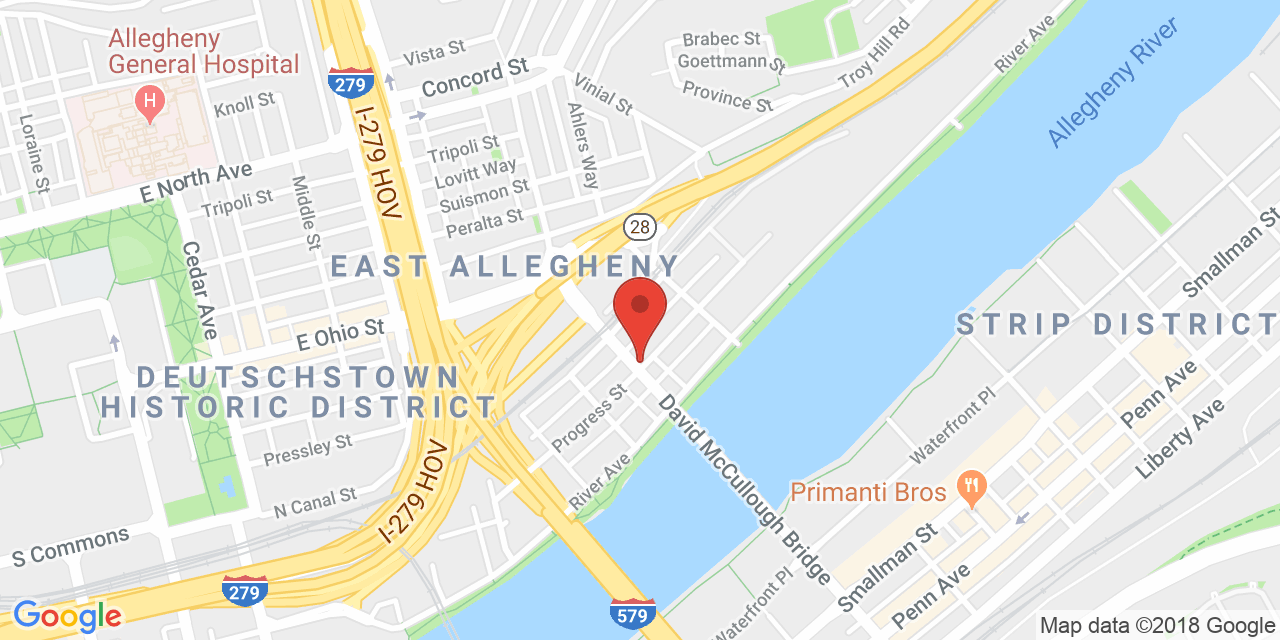 Allegheny
General Hospital
H
Loraine St
Knoll St
E North Ave
Tripoli St
Middle St
Cedar Ave
279
I-279 HOV
Vista St
Concord St
Vinial St
Ahlers Way
Tripoli St
Lovitt Way
Suismon St
Peralta St
Brabec St
Goettmann St
Province St
Troy Hill Rd
River Ave
Allegheny River
28
EAST ALLEGHENY
E Ohio St
DEUTSCHSTOWN
HISTORIC DISTRICT
STRIP DISTRICT
Smallman St
Penn Ave
Liberty Ave
Waterfront Pl
Progress St
River Ave
David McCullough Bridge
Pressley St
N Canal St
I-279 HOV
S Commons
279
579
Primanti Bros
Smallman St
Penn Ave
Waterfront Pl
Google
Map data ©2018 Google